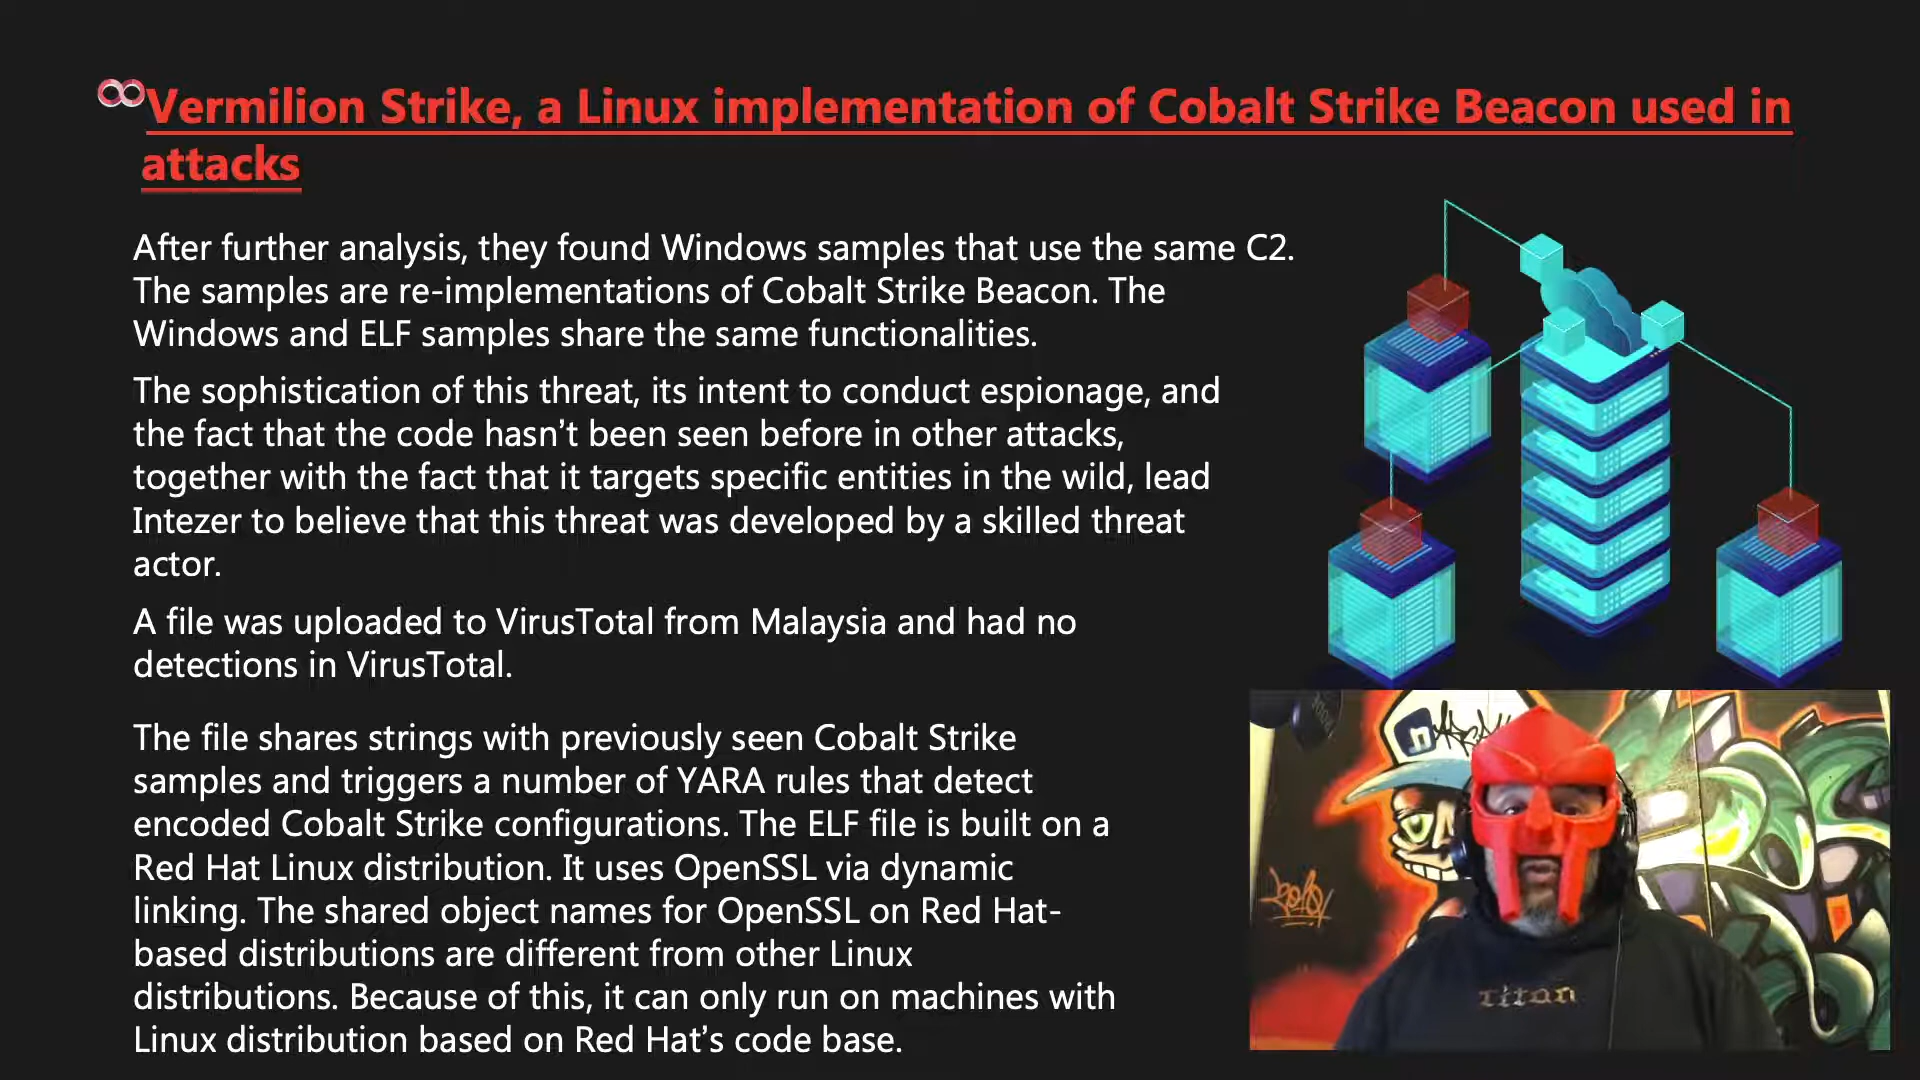 Vermilion Strike, a Linux implementation of Cobalt Strike Beacon used in
attacks
After further analysis, they found Windows samples that use the same C2.
The samples are re-implementations of Cobalt Strike Beacon. The
Windows and ELF samples share the same functionalities.
The sophistication of this threat, its intent to conduct espionage, and
the fact that the code hasn’t been seen before in other attacks,
together with the fact that it targets specific entities in the wild, lead
Intezer to believe that this threat was developed by a skilled threat
actor.
A file was uploaded to VirusTotal from Malaysia and had no
detections in VirusTotal.
The file shares strings with previously seen Cobalt Strike
samples and triggers a number of YARA rules that detect
encoded Cobalt Strike configurations. The ELF file is built on a
Red Hat Linux distribution. It uses OpenSSL via dynamic
linking. The shared object names for OpenSSL on Red Hat-
based distributions are different from other Linux
distributions. Because of this, it can only run on machines with
Linux distribution based on Red Hat’s code base.
titan